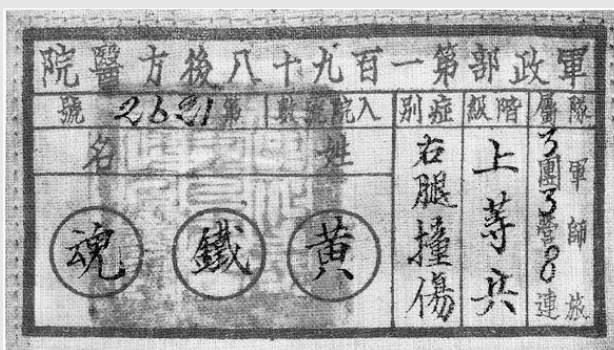 軍政部第一百九十八後方醫院
隊屬
軍師旅
3團3營8連
階級
上等兵
症別
右腿撞傷
入院號數
第2621號
姓名
黃鐵魂